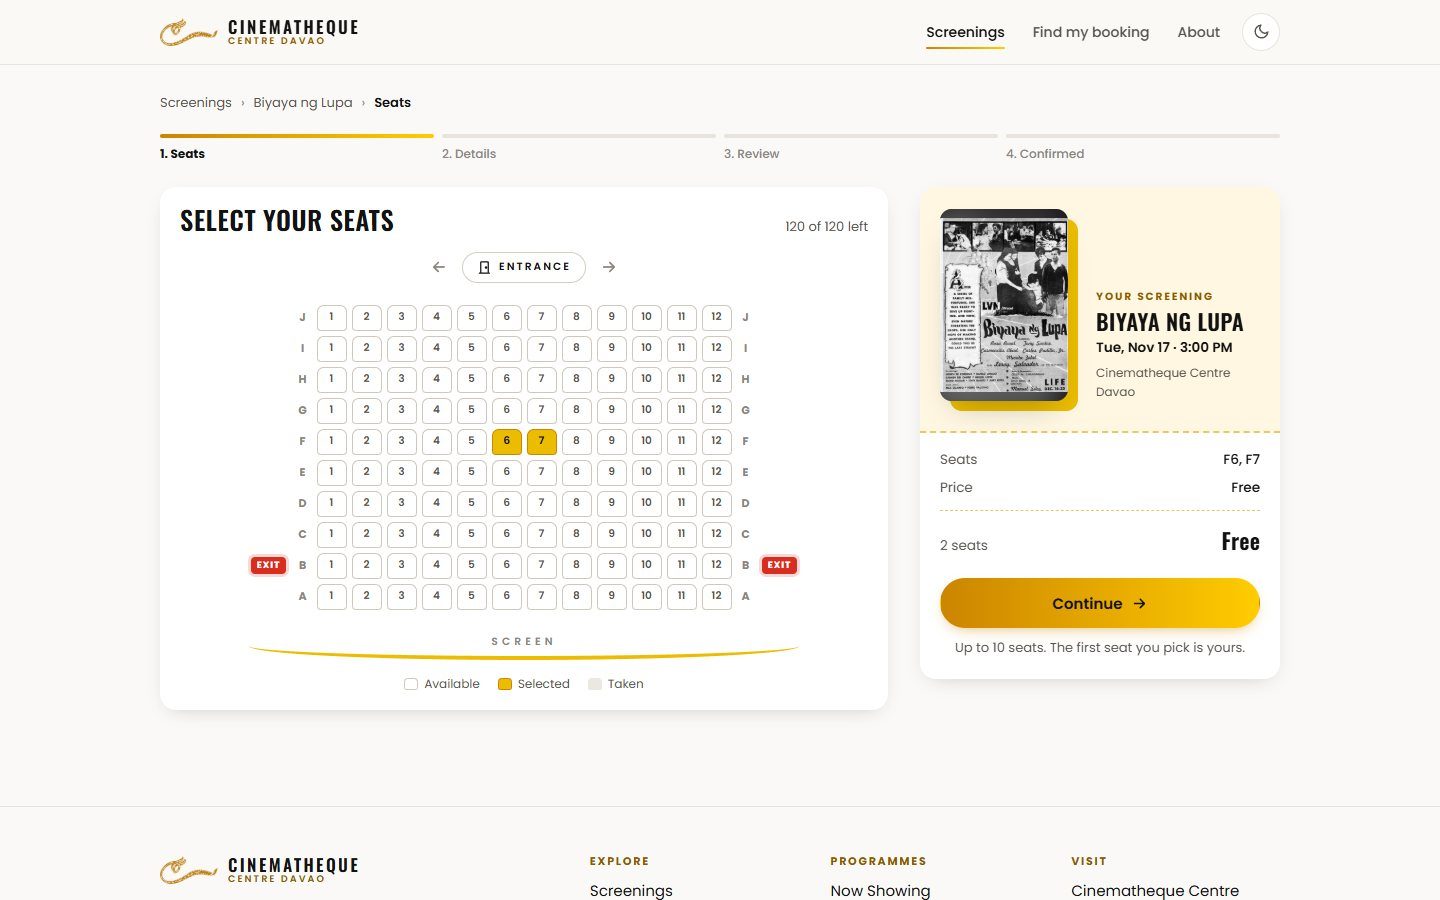 CINEMATHEQUE
CENTRE DAVAO
Screenings
Find my booking
About
Screenings › Biyaya ng Lupa › Seats
1. Seats
2. Details
3. Review
4. Confirmed
SELECT YOUR SEATS
120 of 120 left
← ENTRANCE →
J 1 2 3 4 5 6 7 8 9 10 11 12 J
I 1 2 3 4 5 6 7 8 9 10 11 12 I
H 1 2 3 4 5 6 7 8 9 10 11 12 H
G 1 2 3 4 5 6 7 8 9 10 11 12 G
F 1 2 3 4 5 6 7 8 9 10 11 12 F
E 1 2 3 4 5 6 7 8 9 10 11 12 E
D 1 2 3 4 5 6 7 8 9 10 11 12 D
C 1 2 3 4 5 6 7 8 9 10 11 12 C
EXIT B 1 2 3 4 5 6 7 8 9 10 11 12 B EXIT
A 1 2 3 4 5 6 7 8 9 10 11 12 A
SCREEN
Available
Selected
Taken
LVN
Biyaya ng Lupa
LIFE
YOUR SCREENING
BIYAYA NG LUPA
Tue, Nov 17 · 3:00 PM
Cinematheque Centre
Davao
Seats F6, F7
Price Free
2 seats Free
Continue →
Up to 10 seats. The first seat you pick is yours.
CINEMATHEQUE
CENTRE DAVAO
EXPLORE
Screenings
PROGRAMMES
Now Showing
VISIT
Cinematheque Centre